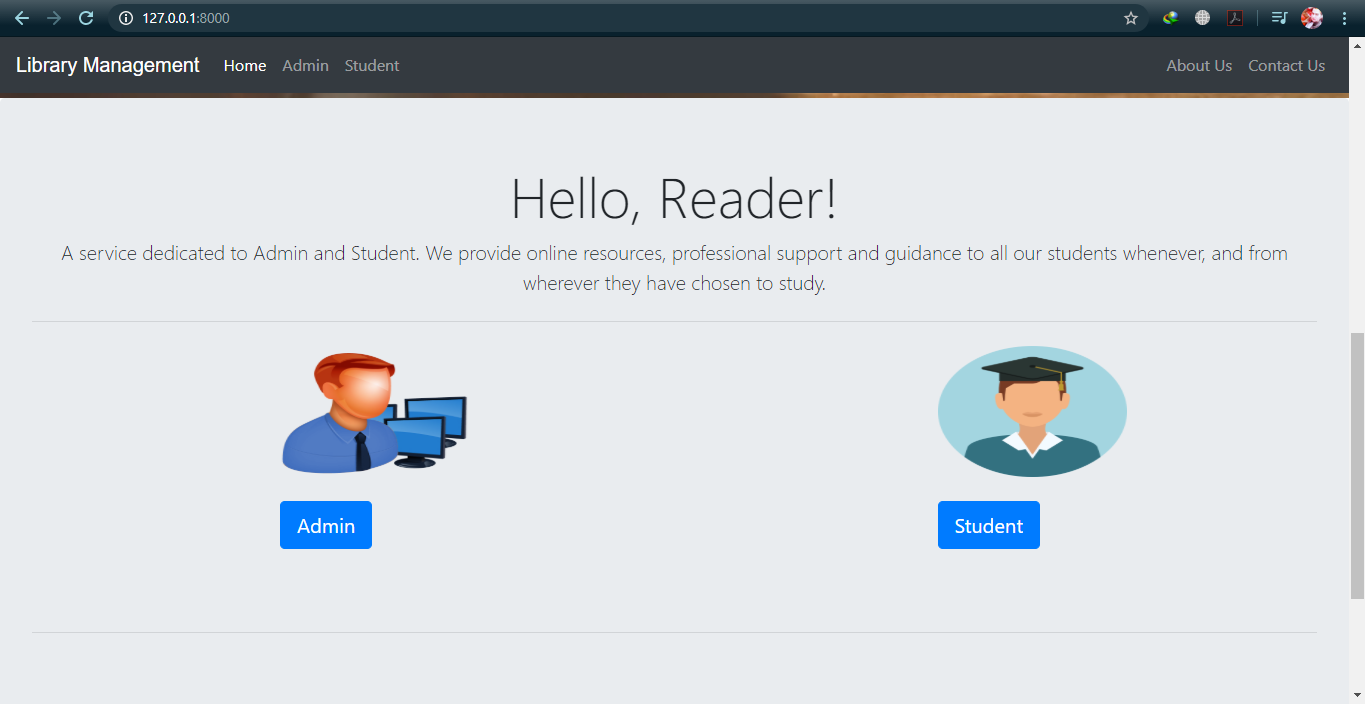 127.0.0.1:8000
Library Management Home Admin Student About Us Contact Us
Hello, Reader!
A service dedicated to Admin and Student. We provide online resources, professional support and guidance to all our students whenever, and from
wherever they have chosen to study.
Admin Student